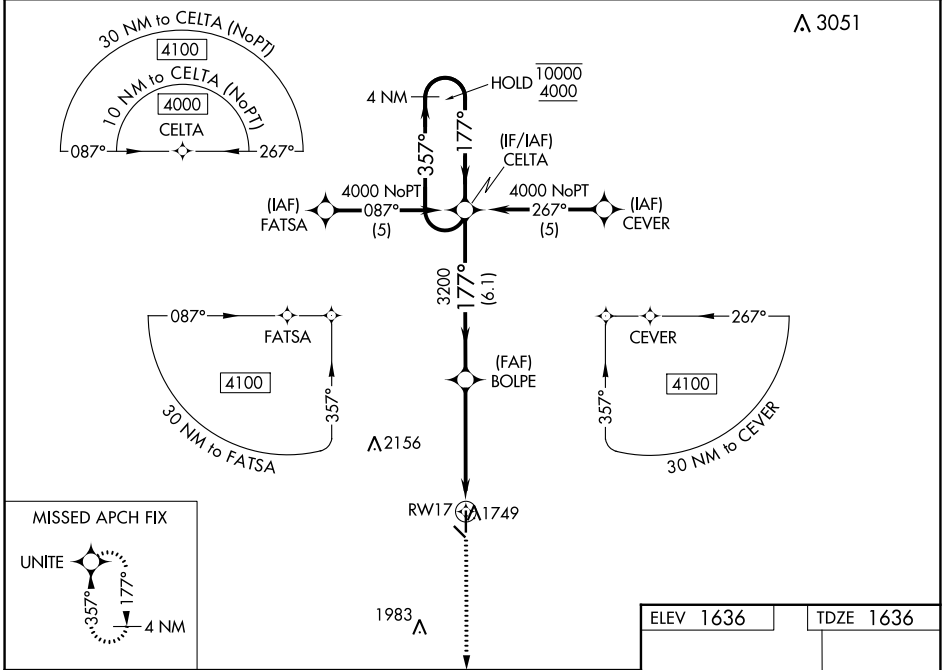 30 NM to CELTA (NoPT)
4100
10 NM to CELTA (NoPT)
4000
CELTA
087°
267°
3051
4 NM
HOLD
10000
4000
357°
177°
(IF/IAF)
CELTA
(IAF)
FATSA
4000 NoPT
087°
(5)
4000 NoPT
267°
(5)
(IAF)
CEVER
3200
177°
(6.1)
087°
FATSA
4100
357°
30 NM to FATSA
267°
CEVER
4100
357°
30 NM to CEVER
(FAF)
BOLPE
2156
RW17
1749
MISSED APCH FIX
UNITE
357°
177°
4 NM
1983
ELEV 1636
TDZE 1636